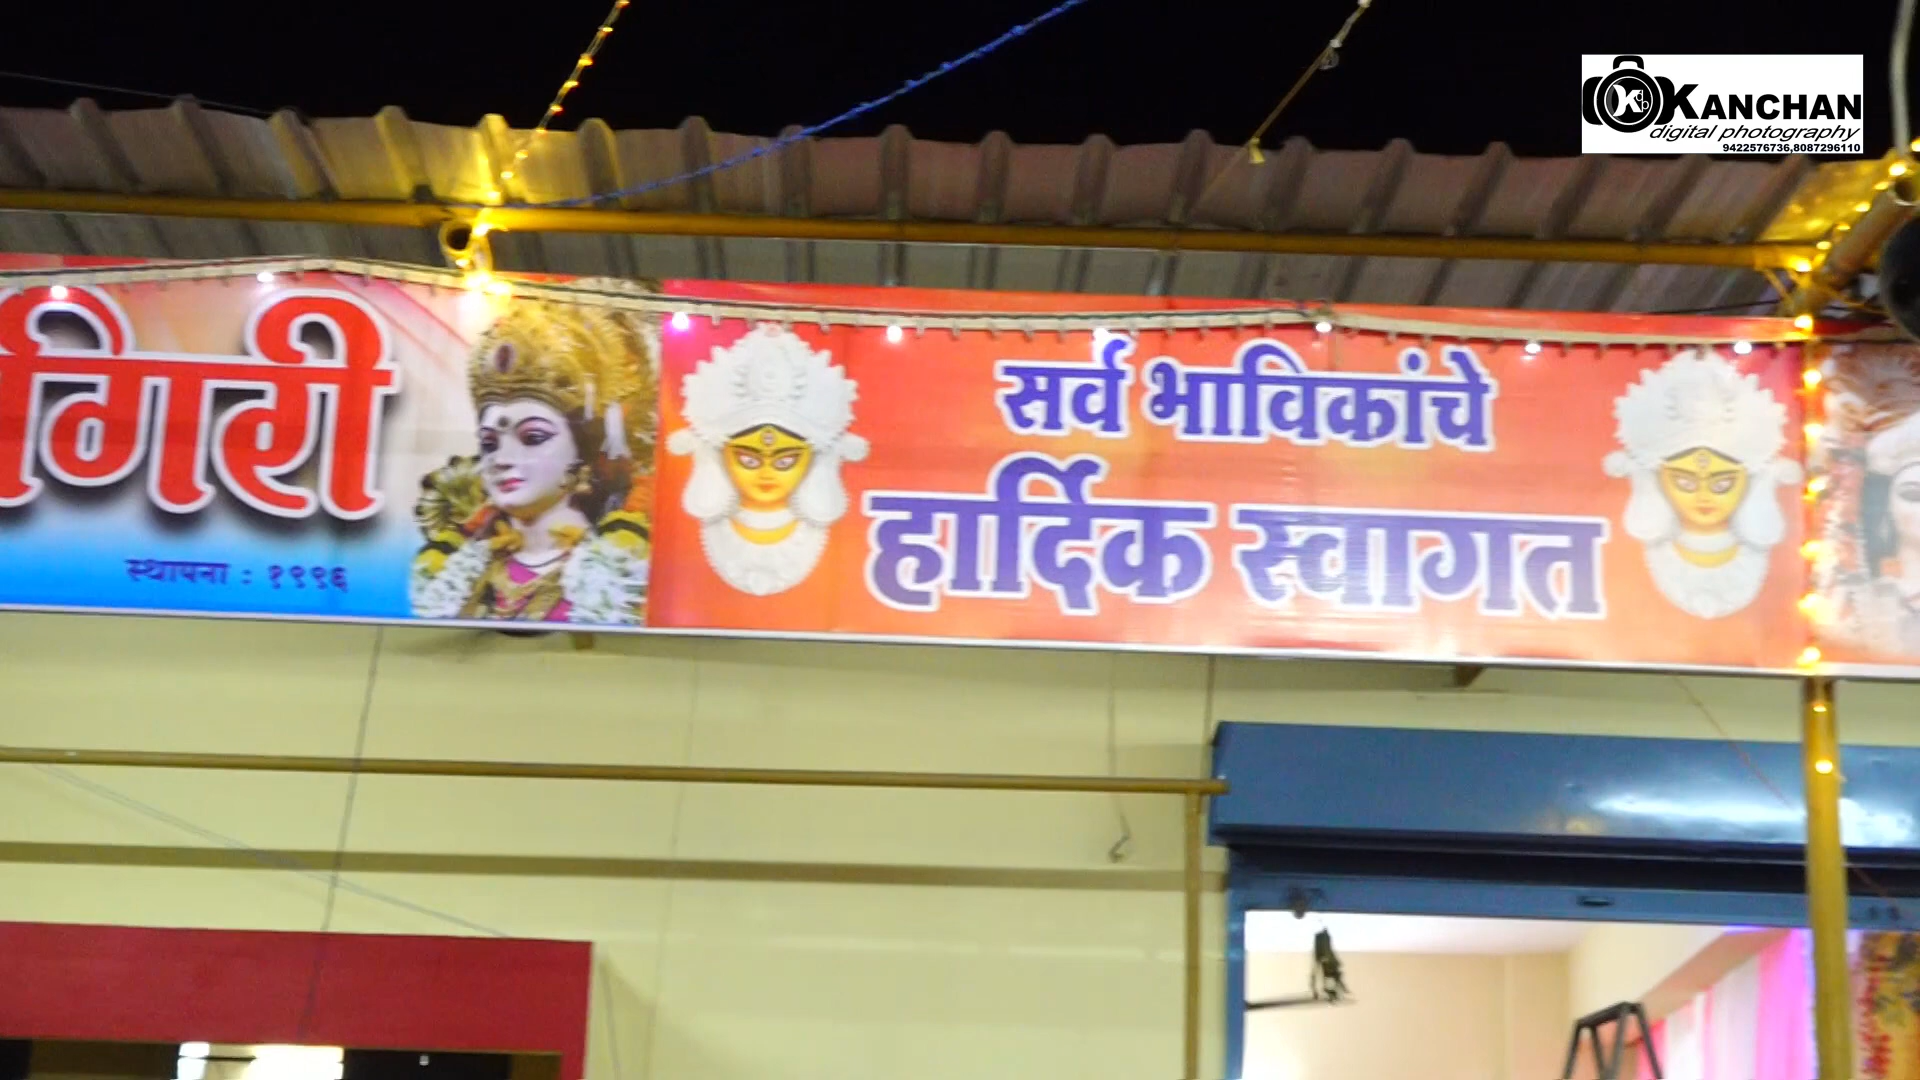 गिरी
स्थापना : १९९६
सर्व भाविकांचे
हार्दिक स्वागत
KANCHAN
digital photography
9422576736,8087296110